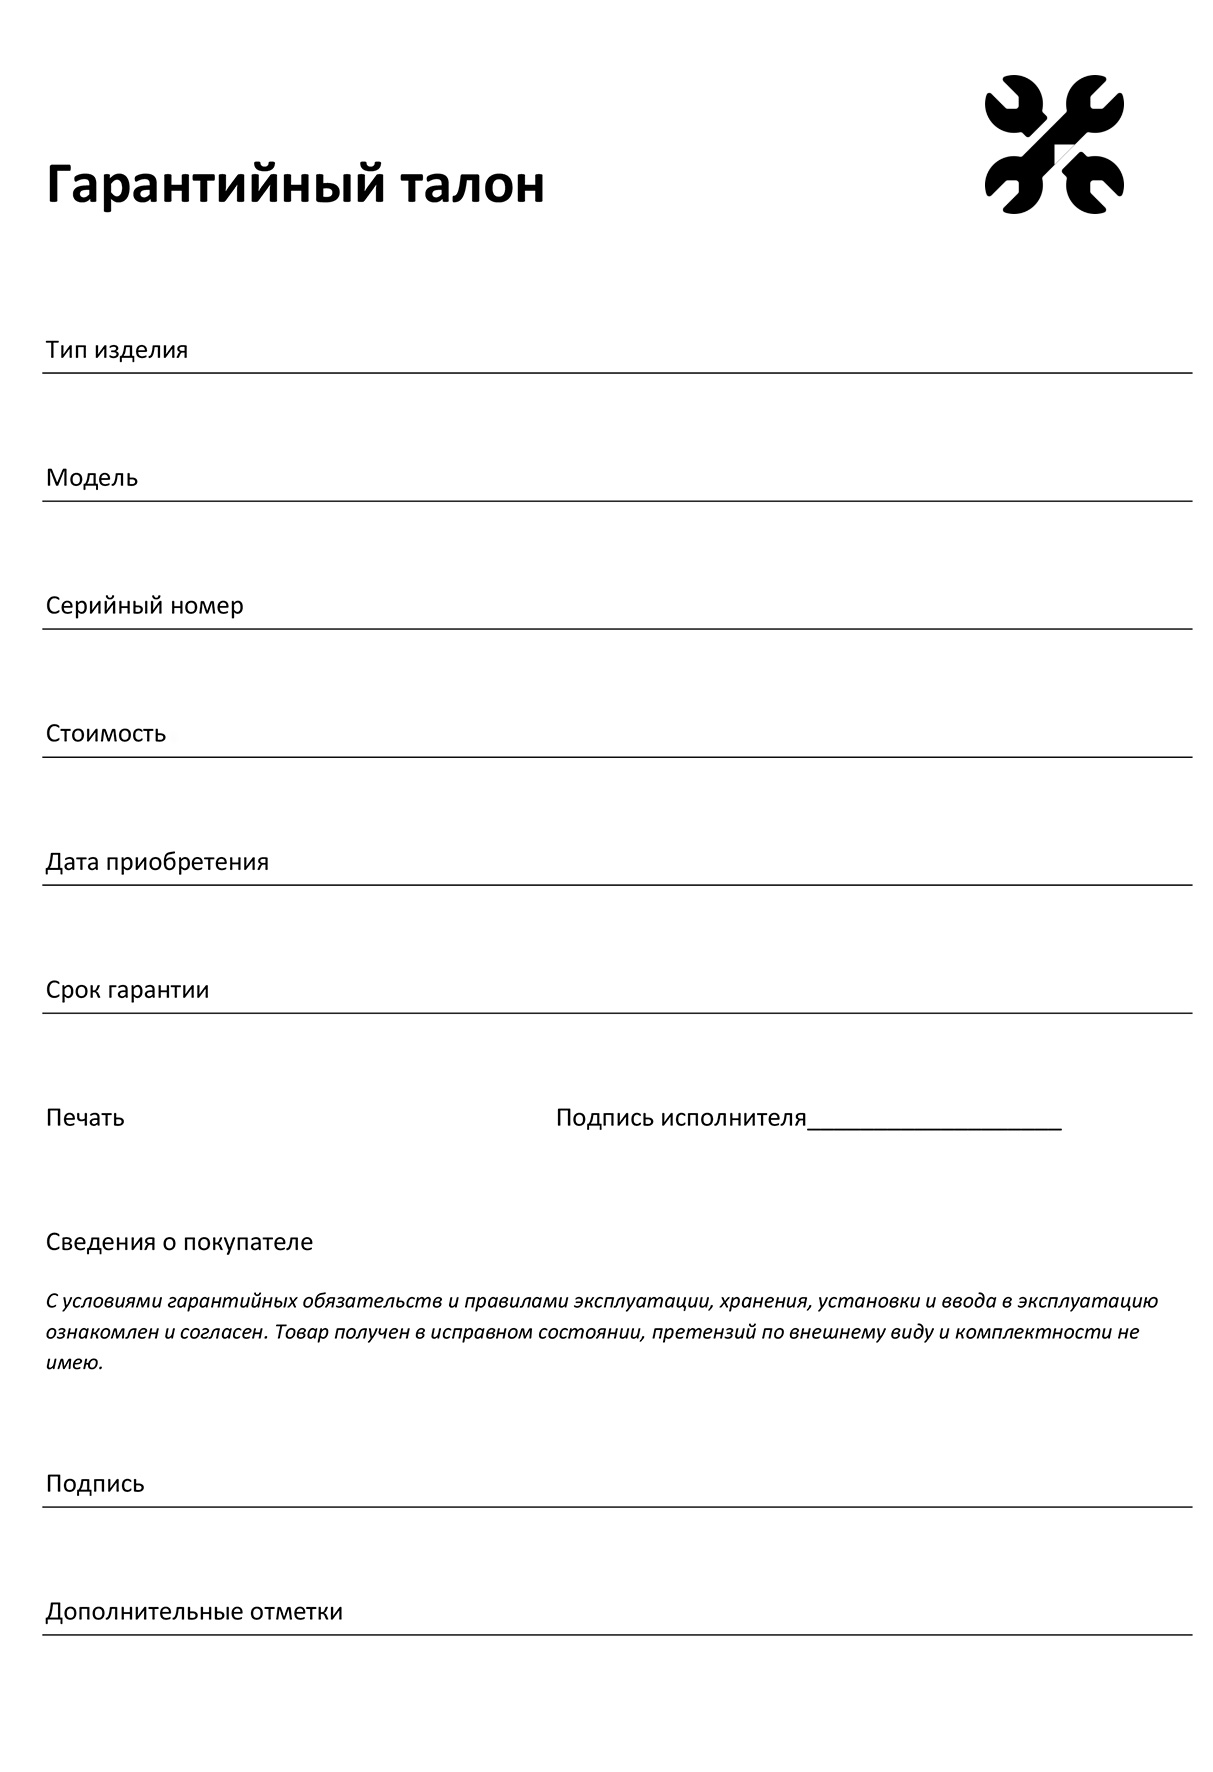 Гарантийный талон
Тип изделия
Модель
Серийный номер
Стоимость
Дата приобретения
Срок гарантии
Печать
Подпись исполнителя___________________
Сведения о покупателе
С условиями гарантийных обязательств и правилами эксплуатации, хранения, установки и ввода в эксплуатацию
ознакомлен и согласен. Товар получен в исправном состоянии, претензий по внешнему виду и комплектности не
имею.
Подпись
Дополнительные отметки